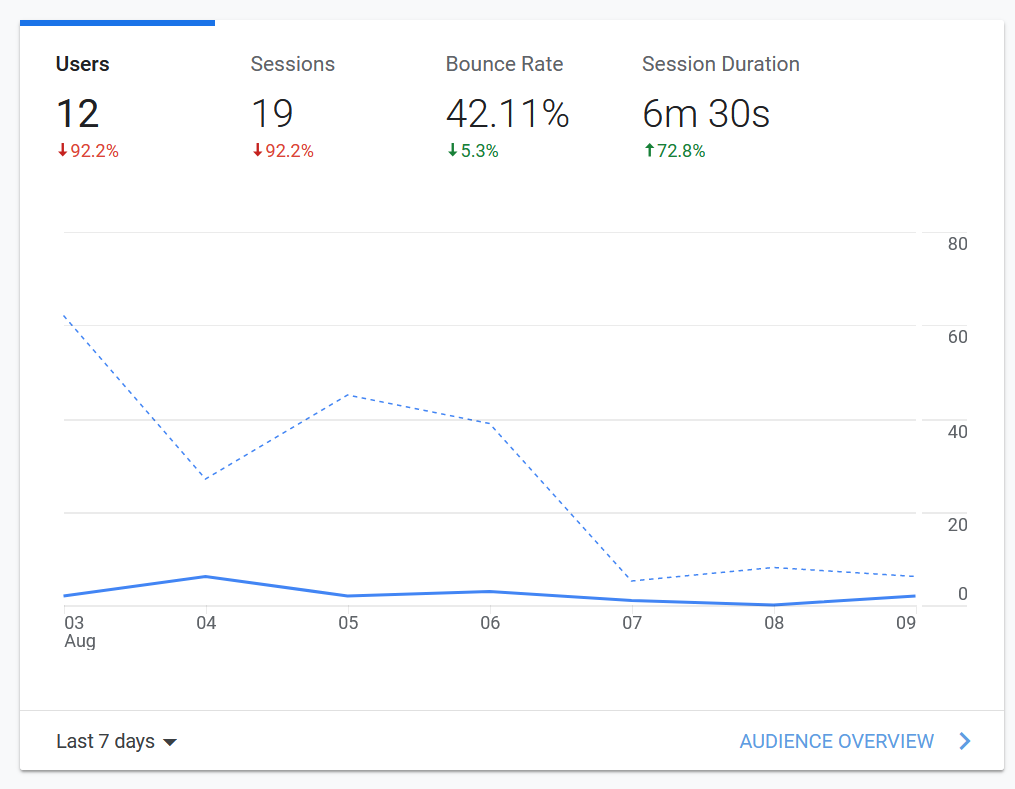 Users Sessions Bounce Rate Session Duration
12 19 42.11% 6m 30s
↓92.2% ↓92.2% ↓5.3% ↑72.8%
80
60
40
20
0
03 04 05 06 07 08 09
Aug
Last 7 days AUDIENCE OVERVIEW